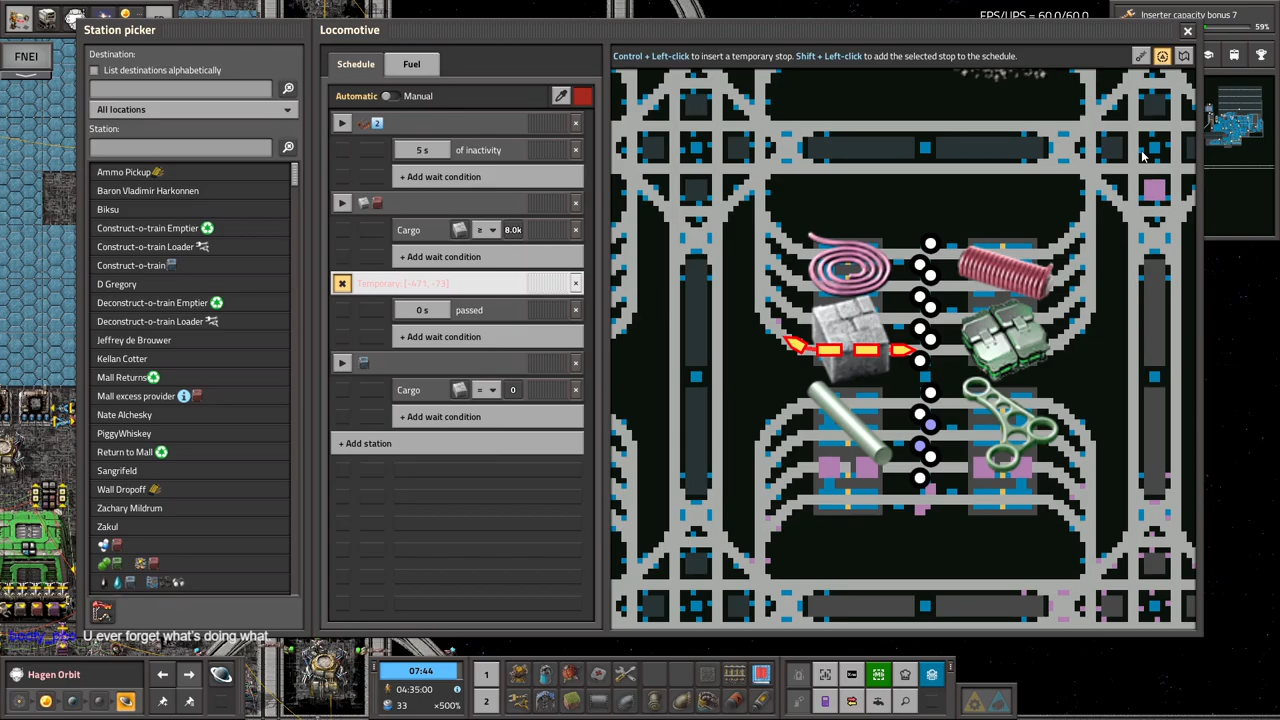 FNEI
Station picker
Destination:
List destinations alphabetically
All locations
Station:
Ammo Pickup
Baron Vladimir Harkonnen
Biksu
Construct-o-train Emptier
Construct-o-train Loader
Construct-o-train
D Gregory
Deconstruct-o-train Emptier
Deconstruct-o-train Loader
Jeffrey de Brouwer
Kellan Cotter
Mall Returns
Mall excess provider
Nate Alchesky
PiggyWhiskey
Return to Mall
Sangrifeld
Wall Dropoff
Zachary Mildrum
Zakul
U ever forget what's doing what
Locomotive
Schedule Fuel
Automatic Manual
2
5 s of inactivity
+ Add wait condition
Cargo ≥ 8.0k
+ Add wait condition
Temporary: [-471, -73]
0 s passed
+ Add wait condition
Cargo = 0
+ Add wait condition
+ Add station
Control + Left-click to insert a temporary stop. Shift + Left-click to add the selected stop to the schedule.
FPS/UPS = 60.0/60.0
Inserter capacity bonus 7
59%
Hagen Orbit
07:44
04:35:00
33 ×500%
1
2